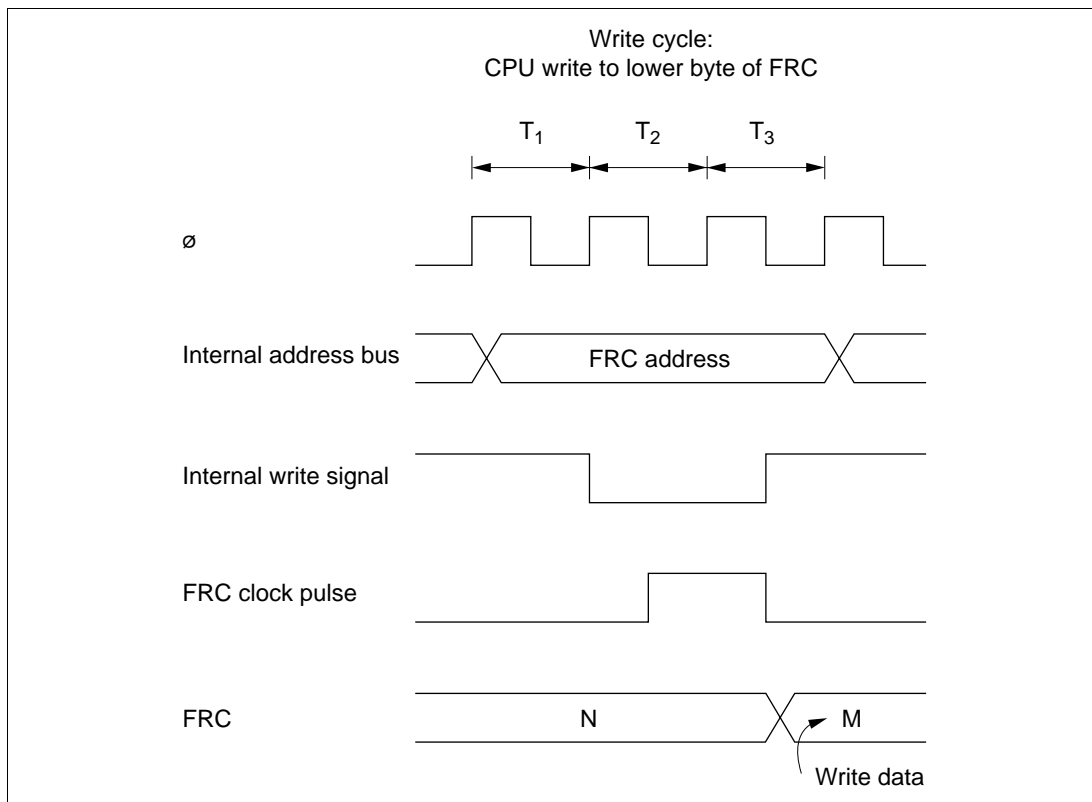 Write cycle:
CPU write to lower byte of FRC
T1 T2 T3
ø
Internal address bus
FRC address
Internal write signal
FRC clock pulse
FRC
N
M
Write data